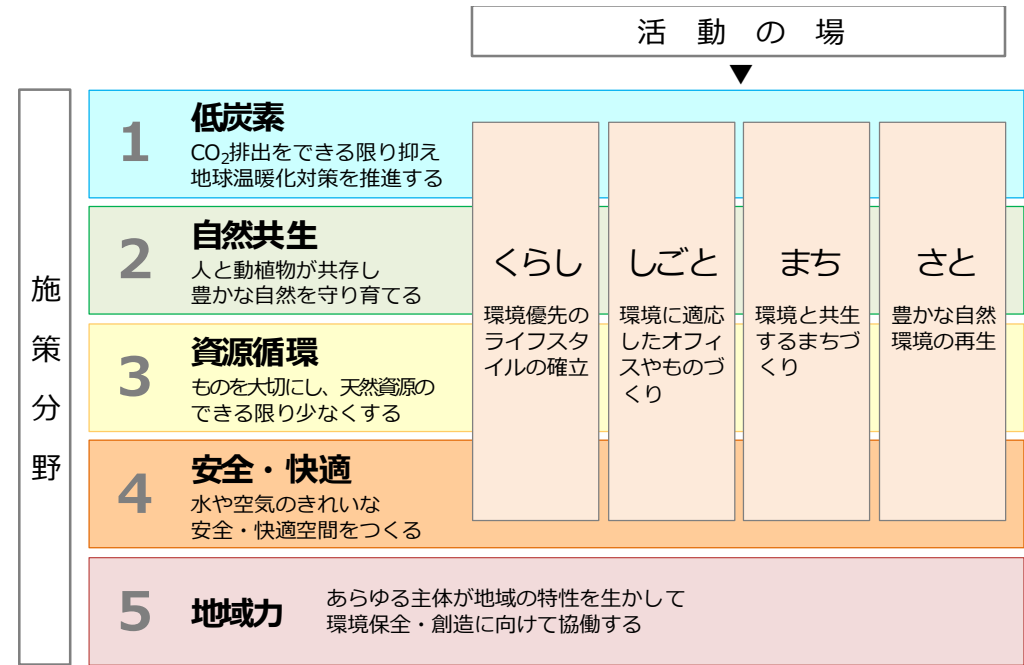 活動の場
▼
施策分野
1
低炭素
CO₂排出をできる限り抑え
地球温暖化対策を推進する
2
自然共生
人と動植物が共存し
豊かな自然を守り育てる
3
資源循環
ものを大切にし、天然資源の
できる限り少なくする
4
安全・快適
水や空気のきれいな
安全・快適空間をつくる
5
地域力
あらゆる主体が地域の特性を生かして
環境保全・創造に向けて協働する
くらし
環境優先の
ライフスタ
イルの確立
しごと
環境に適応
したオフィ
スやものづ
くり
まち
環境と共生
するまちづ
くり
さと
豊かな自然
環境の再生